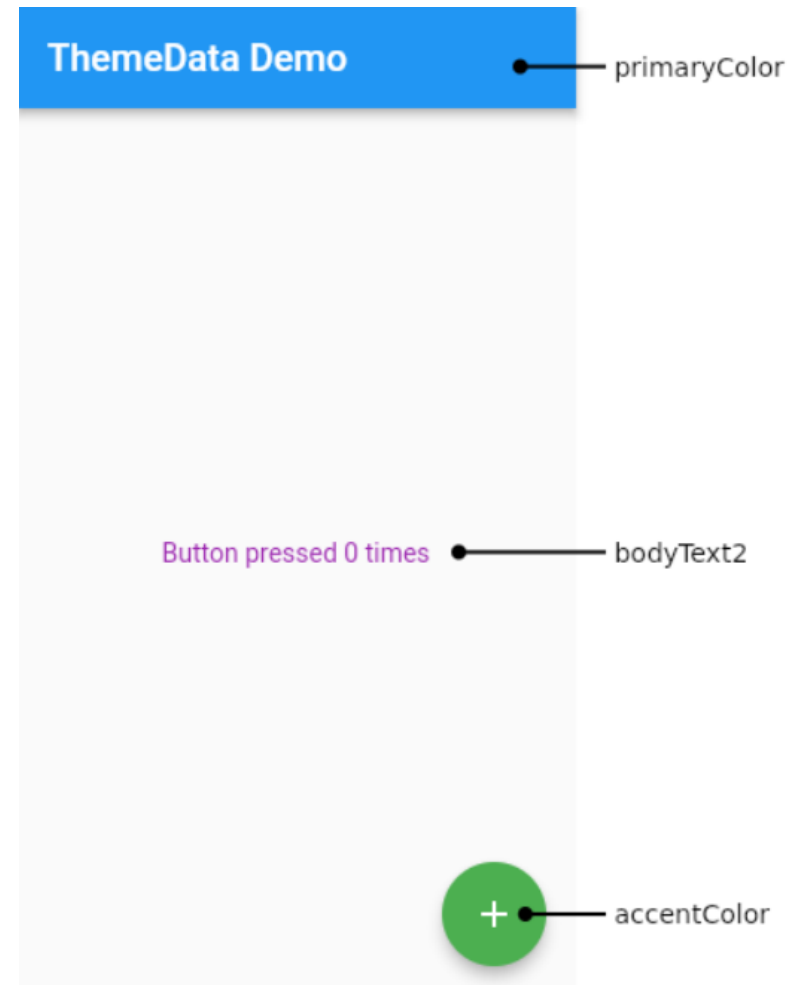 ThemeData Demo
primaryColor
Button pressed 0 times
bodyText2
+
accentColor